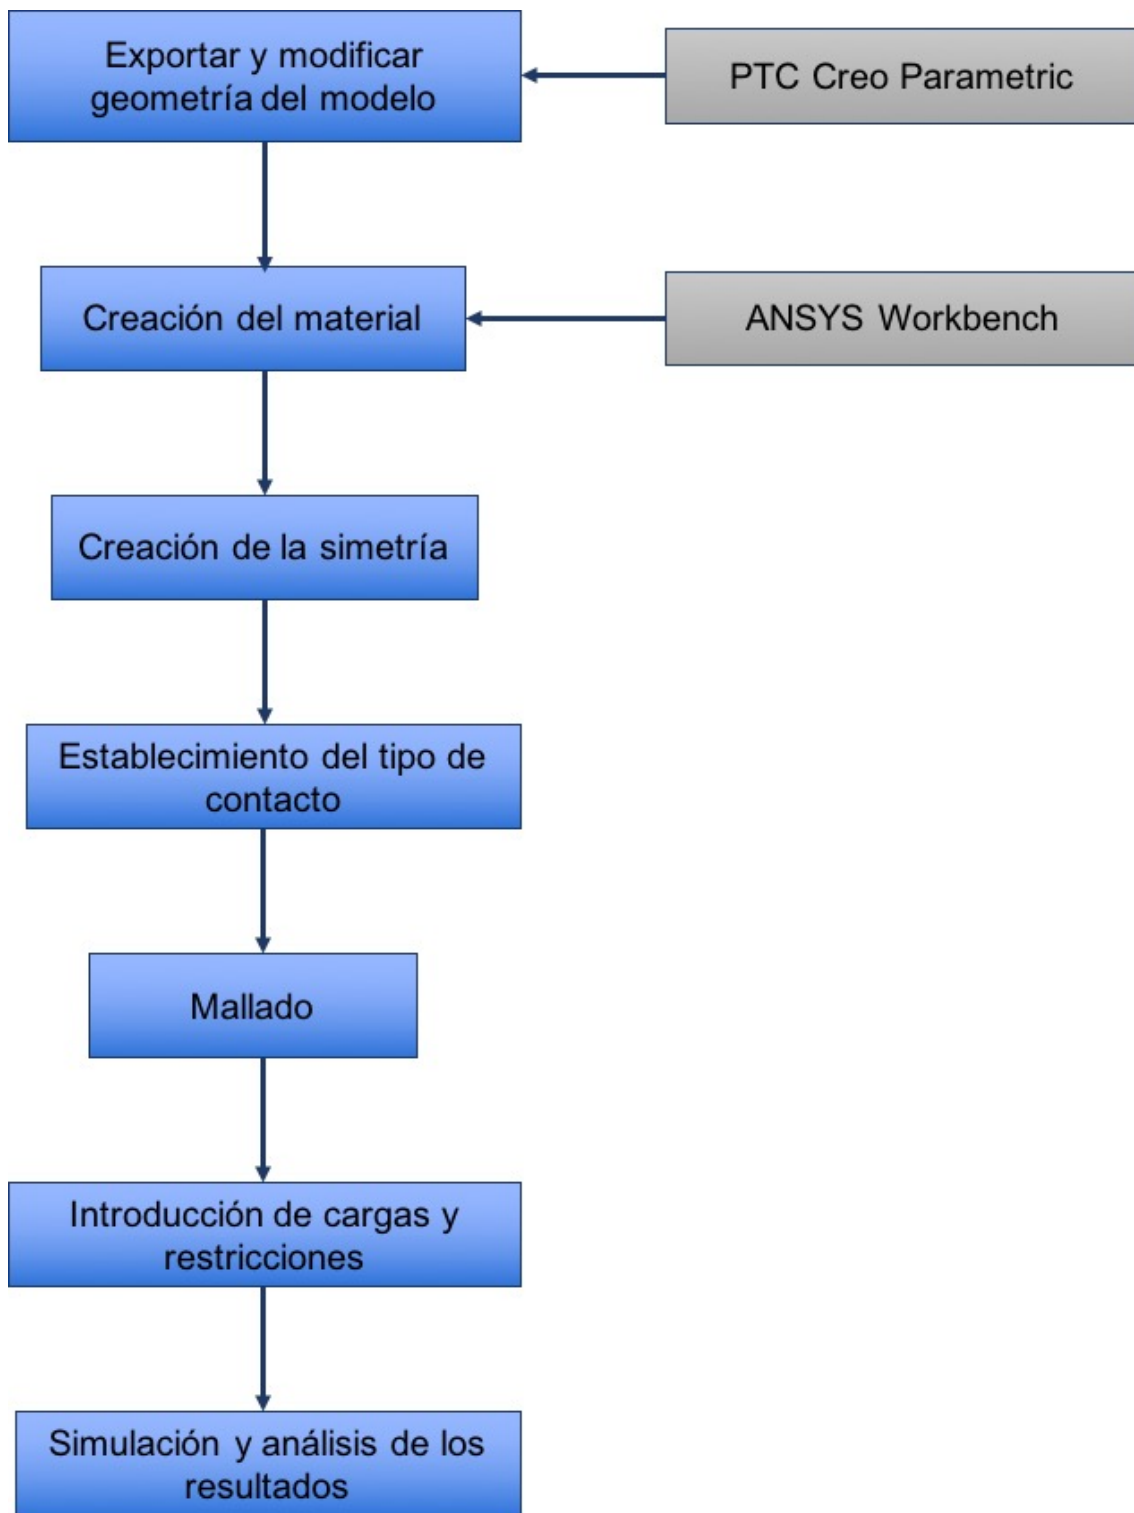 Exportar y modificar
geometría del modelo
PTC Creo Parametric
Creación del material
ANSYS Workbench
Creación de la simetría
Establecimiento del tipo de
contacto
Mallado
Introducción de cargas y
restricciones
Simulación y análisis de los
resultados